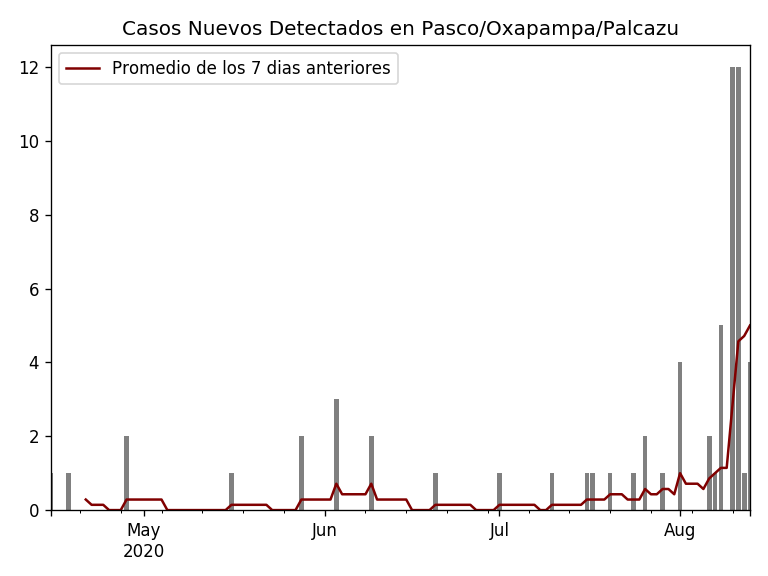 Casos Nuevos Detectados en Pasco/Oxapampa/Palcazu
Promedio de los 7 dias anteriores
12
10
8
6
4
2
0
May Jun Jul Aug
2020